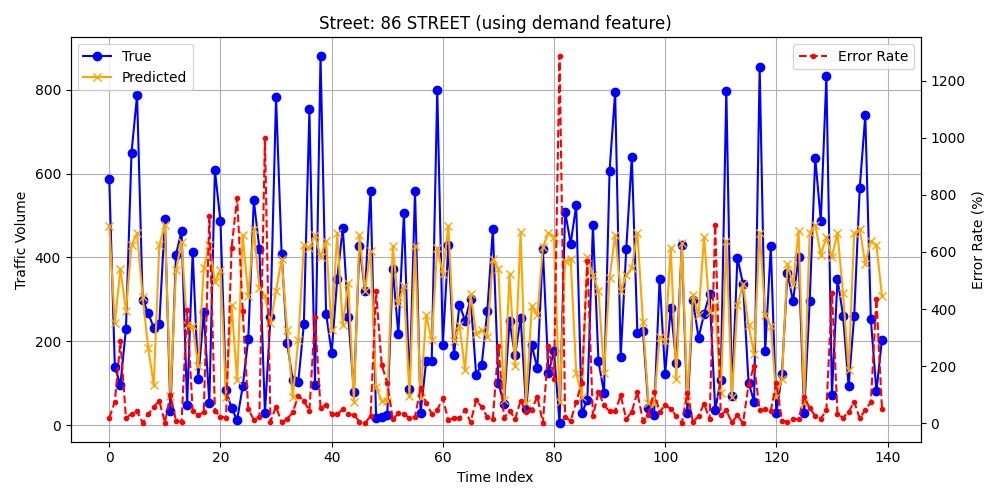 Street: 86 STREET (using demand feature)
True
Predicted
Error Rate
Traffic Volume
0
200
400
600
800
Error Rate (%)
0
200
400
600
800
1000
1200
0
20
40
60
80
100
120
140
Time Index